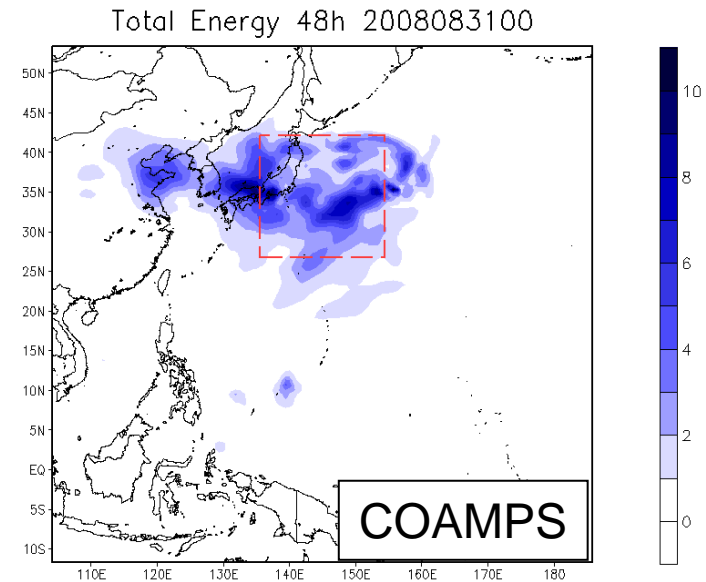 Total Energy 48h 2008083100
50N
45N
40N
35N
30N
25N
20N
15N
10N
5N
EQ
5S
10S
110E 120E 130E 140E 150E 160E 170E 180
10
8
6
4
2
0
COAMPS